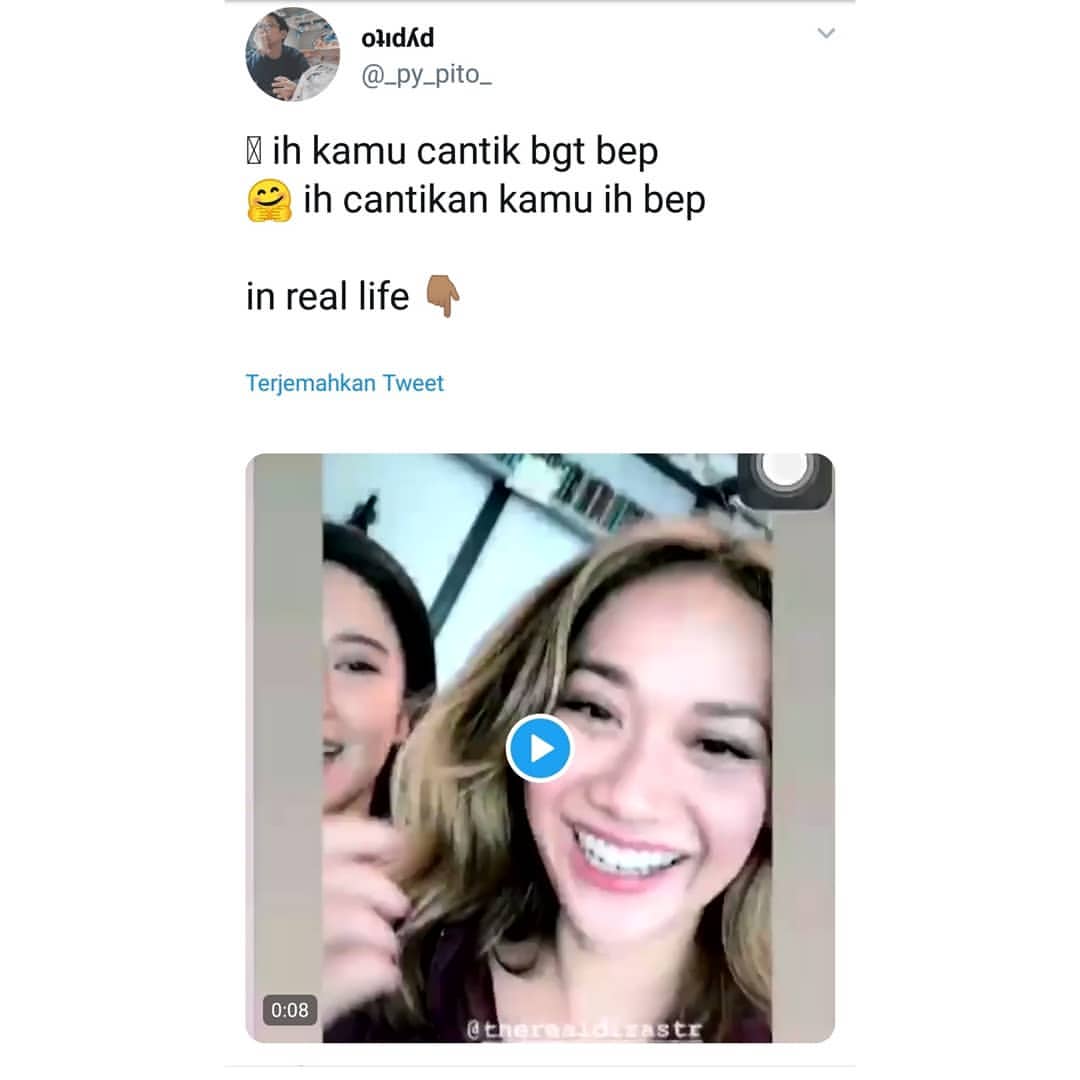 oʇıdʎd
@_py_pito_
ih kamu cantik bgt bep
🤗 ih cantikan kamu ih bep
in real life 👇🏽
Terjemahkan Tweet
0:08
@therealdisastr